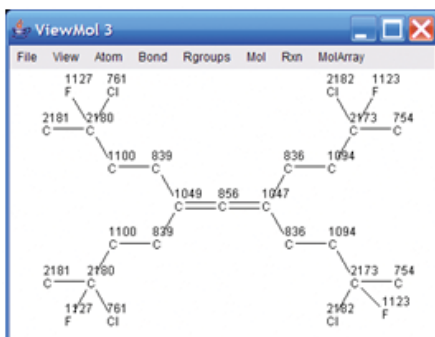 ViewMol 3
File View Atom Bond Rgroups Mol Rxn MolArray
1127 761 2182 1123
F Cl Cl F
2181 2180 2173 754
C C C C
1100 839 836 1094
C C C C
1049 856 1047
C C C
1100 839 836 1094
C C C C
2181 2180 2173 754
C C C C
1127 761 2182 1123
F Cl Cl F